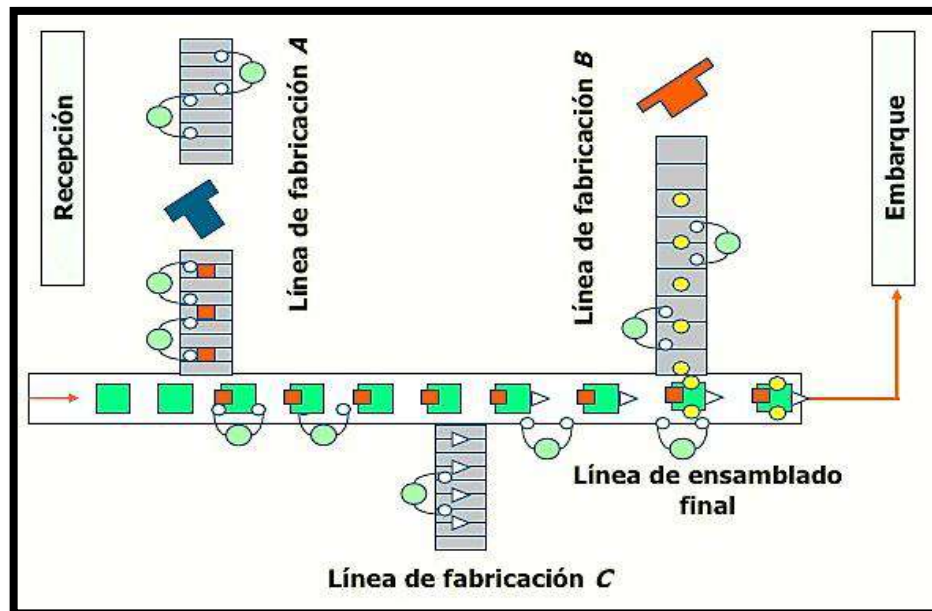 Recepción
Línea de fabricación A
Línea de fabricación B
Embarque
Línea de ensamblado
final
Línea de fabricación C